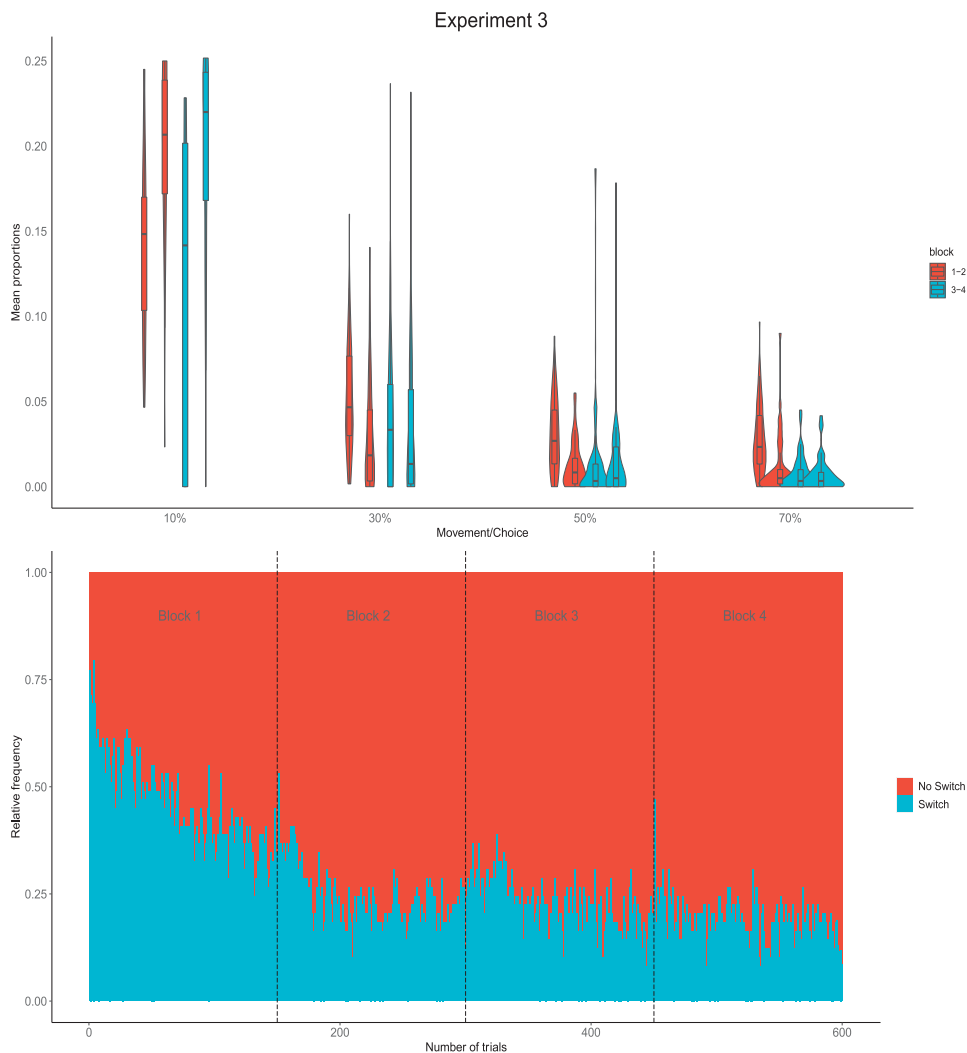 Experiment 3
0.25
0.20
0.15
0.10
0.05
0.00
Mean proportions
10%
30%
50%
70%
Movement/Choice
block
1-2
3-4
1.00
0.75
0.50
0.25
0.00
Relative frequency
Block 1
Block 2
Block 3
Block 4
0
200
400
600
Number of trials
No Switch
Switch